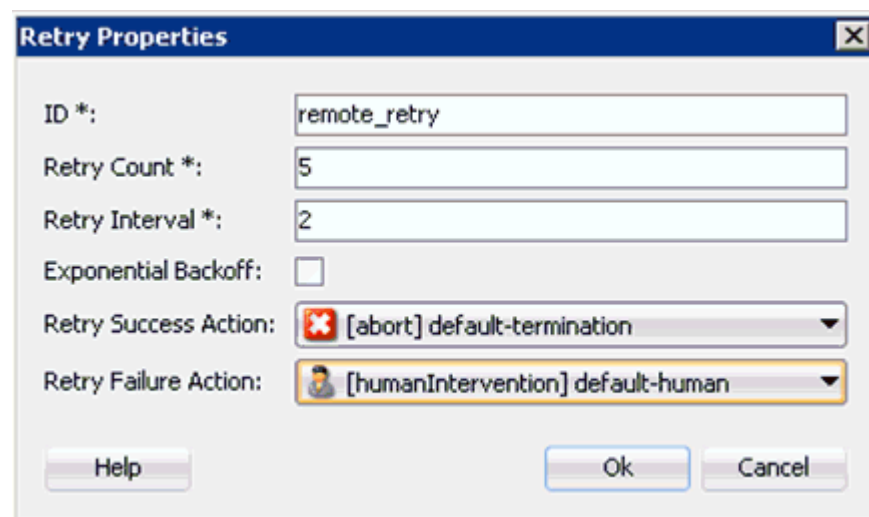 Retry Properties
ID *: remote_retry
Retry Count *: 5
Retry Interval *: 2
Exponential Backoff:
Retry Success Action: [abort] default-termination
Retry Failure Action: [humanIntervention] default-human
Help Ok Cancel